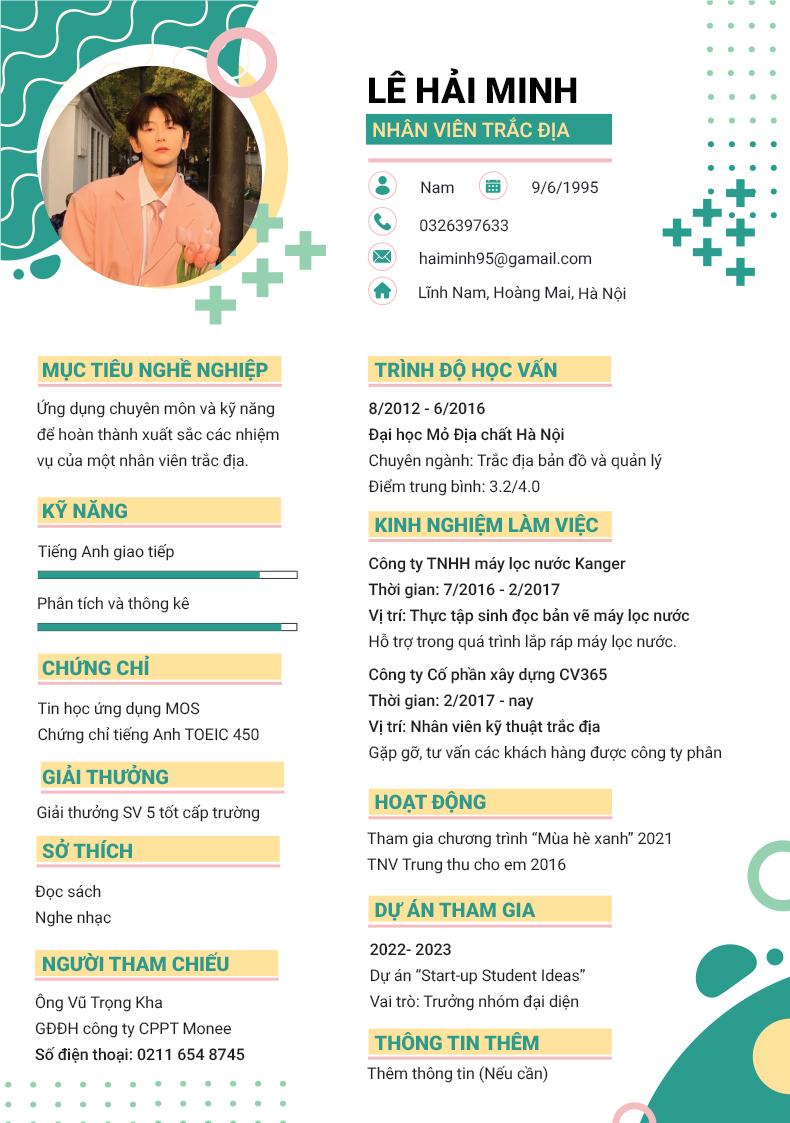 LÊ HẢI MINH
NHÂN VIÊN TRẮC ĐỊA
Nam 9/6/1995
0326397633
haiminh95@gamail.com
Lĩnh Nam, Hoàng Mai, Hà Nội
MỤC TIÊU NGHỀ NGHIỆP
Ứng dụng chuyên môn và kỹ năng
để hoàn thành xuất sắc các nhiệm
vụ của một nhân viên trắc địa.
KỸ NĂNG
Tiếng Anh giao tiếp
Phân tích và thông kê
CHỨNG CHỈ
Tin học ứng dụng MOS
Chứng chỉ tiếng Anh TOEIC 450
GIẢI THƯỞNG
Giải thưởng SV 5 tốt cấp trường
SỞ THÍCH
Đọc sách
Nghe nhạc
NGƯỜI THAM CHIẾU
Ông Vũ Trọng Kha
GĐĐH công ty CPPT Monee
Số điện thoại: 0211 654 8745
TRÌNH ĐỘ HỌC VẤN
8/2012 - 6/2016
Đại học Mỏ Địa chất Hà Nội
Chuyên ngành: Trắc địa bản đồ và quản lý
Điểm trung bình: 3.2/4.0
KINH NGHIỆM LÀM VIỆC
Công ty TNHH máy lọc nước Kanger
Thời gian: 7/2016 - 2/2017
Vị trí: Thực tập sinh đọc bản vẽ máy lọc nước
Hỗ trợ trong quá trình lắp ráp máy lọc nước.
Công ty Cố phần xây dựng CV365
Thời gian: 2/2017 - nay
Vị trí: Nhân viên kỹ thuật trắc địa
Gặp gỡ, tư vấn các khách hàng được công ty phân
HOẠT ĐỘNG
Tham gia chương trình “Mùa hè xanh” 2021
TNV Trung thu cho em 2016
DỰ ÁN THAM GIA
2022- 2023
Dự án “Start-up Student Ideas”
Vai trò: Trưởng nhóm đại diện
THÔNG TIN THÊM
Thêm thông tin (Nếu cần)